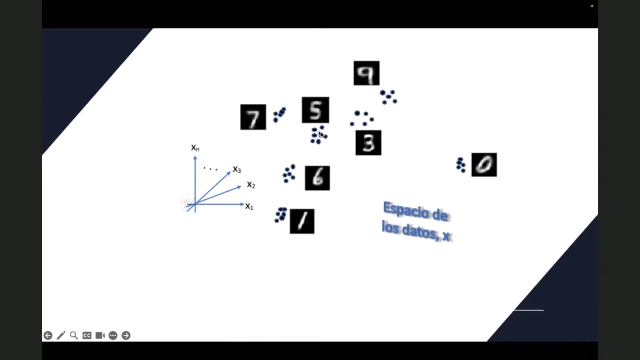 9
7
5
3
xn
...
x3
x2
x1
6
0
1
Espacio de
los datos, x